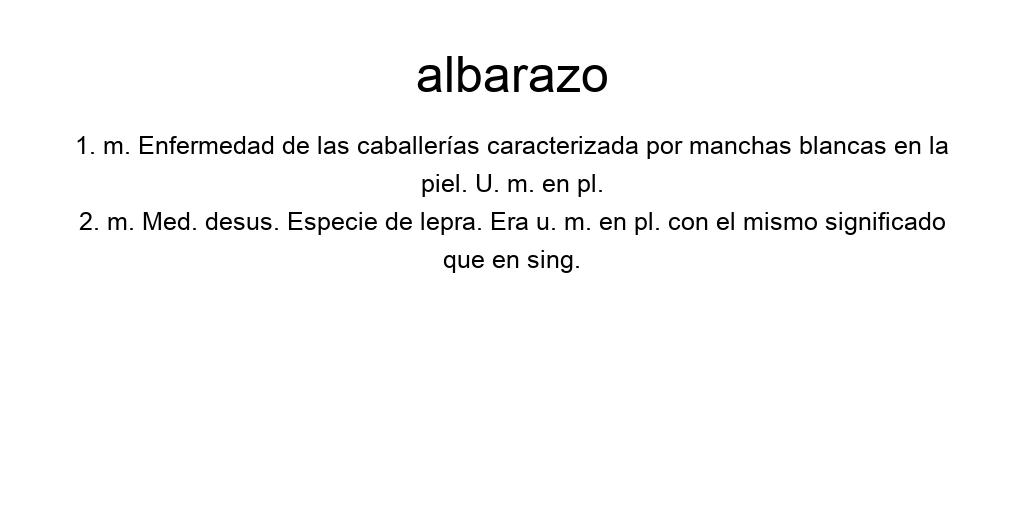 albarazo
1. m. Enfermedad de las caballerías caracterizada por manchas blancas en la
piel. U. m. en pl.
2. m. Med. desus. Especie de lepra. Era u. m. en pl. con el mismo significado
que en sing.